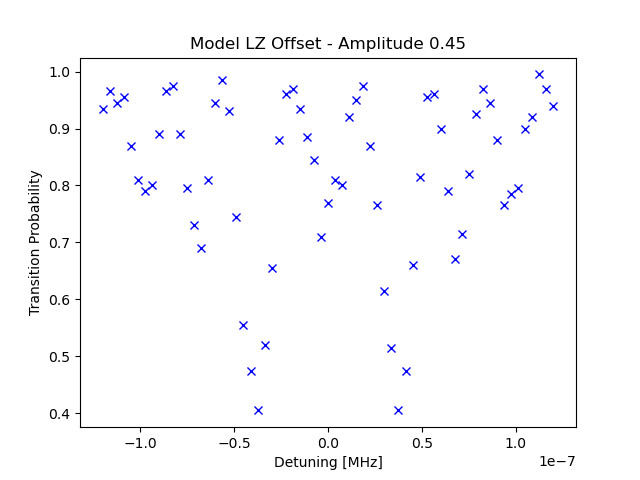 Model LZ Offset - Amplitude 0.45
Transition Probability
1.0
0.9
0.8
0.7
0.6
0.5
0.4
−1.0 −0.5 0.0 0.5 1.0
1e−7
Detuning [MHz]